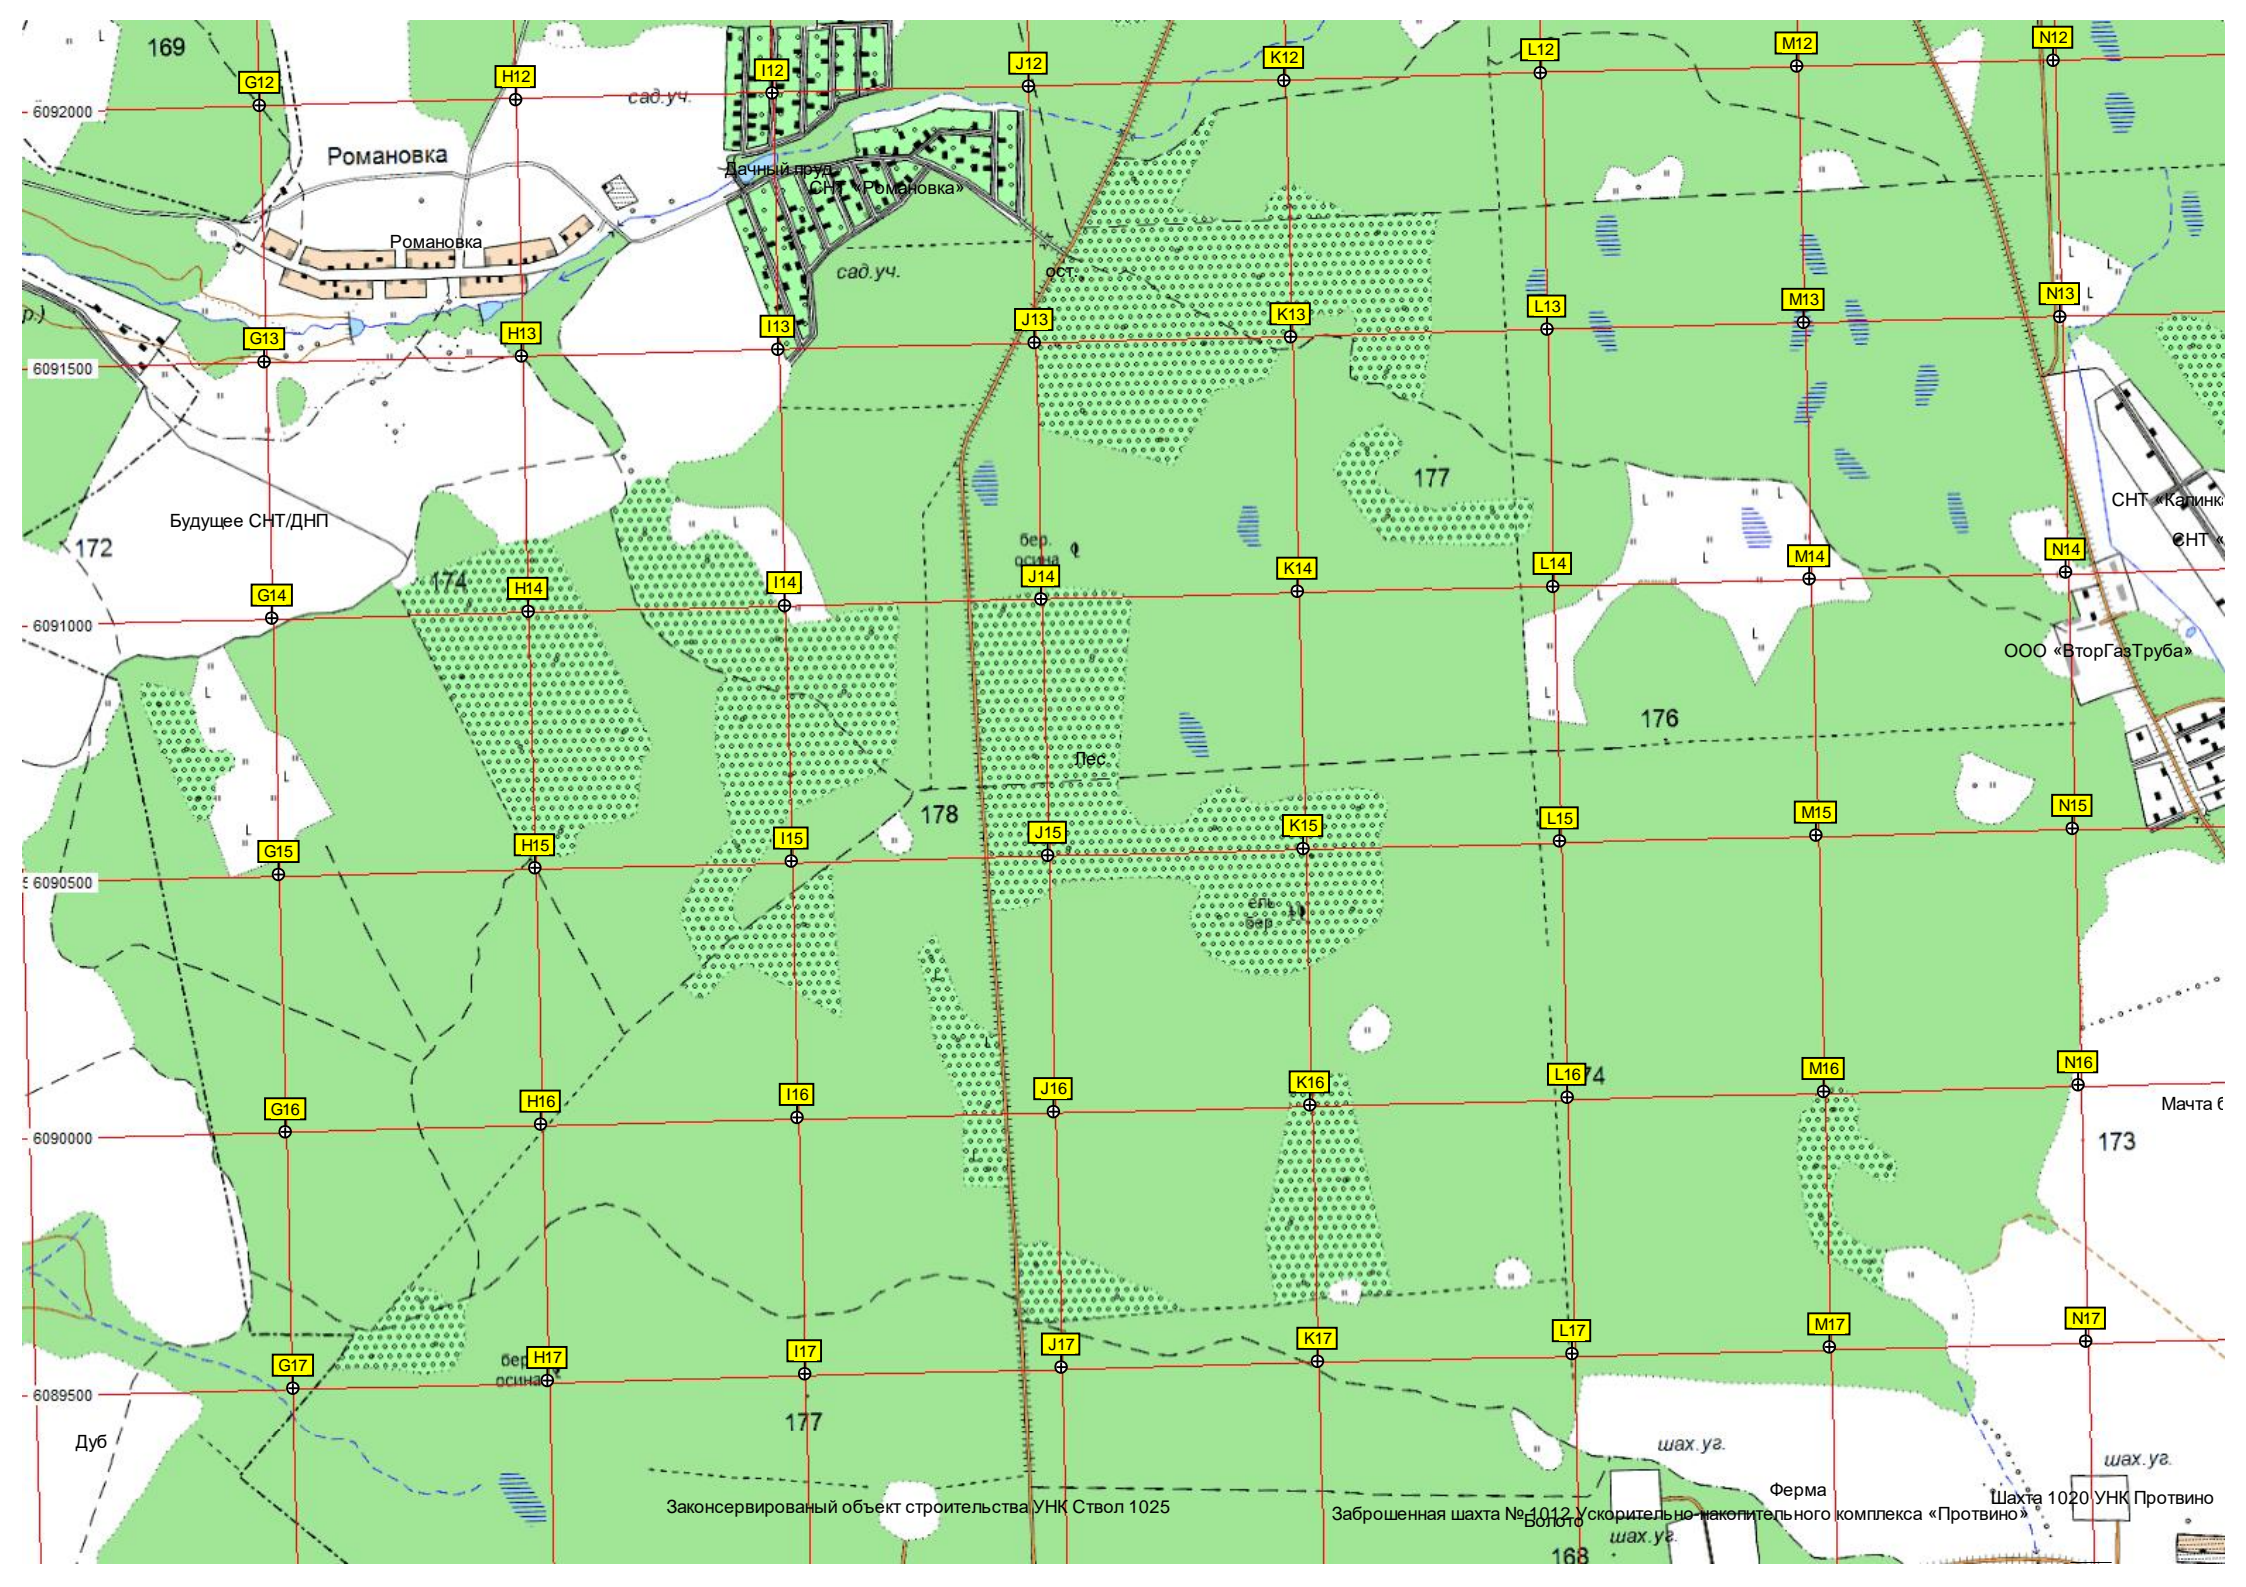 N12
M12
L12
169
K12
J12
I12
H12
G12
сад.уч.
6092000
Романовка
Дачный пруд
СНТ «Романовка»
Романовка
сад.уч.
ост.
N13
M13
L13
K13
р.)
J13
I13
H13
G13
6091500
177
СНТ «Калинк
Будущее СНТ/ДНП
СНТ «
172
бер.
осина
N14
M14
L14
K14
J14
174
I14
H14
G14
6091000
ООО «ВторГазТруба»
176
Лес
178
N15
M15
L15
K15
J15
I15
H15
G15
6090500
ель
бер.
N16
M16
L16
74
K16
J16
I16
H16
G16
Мачта б
6090000
173
N17
M17
L17
K17
J17
I17
бер
H17
G17
осина
6089500
177
Дуб
шах.уг.
шах.уг.
Ферма
Шахта 1020 УНК Протвино
Законсервированый объект строительства УНК Ствол 1025
Заброшенная шахта № 1012 Ускорительно-накопительного комплекса «Протвино»
Болото
шах.уг.
168